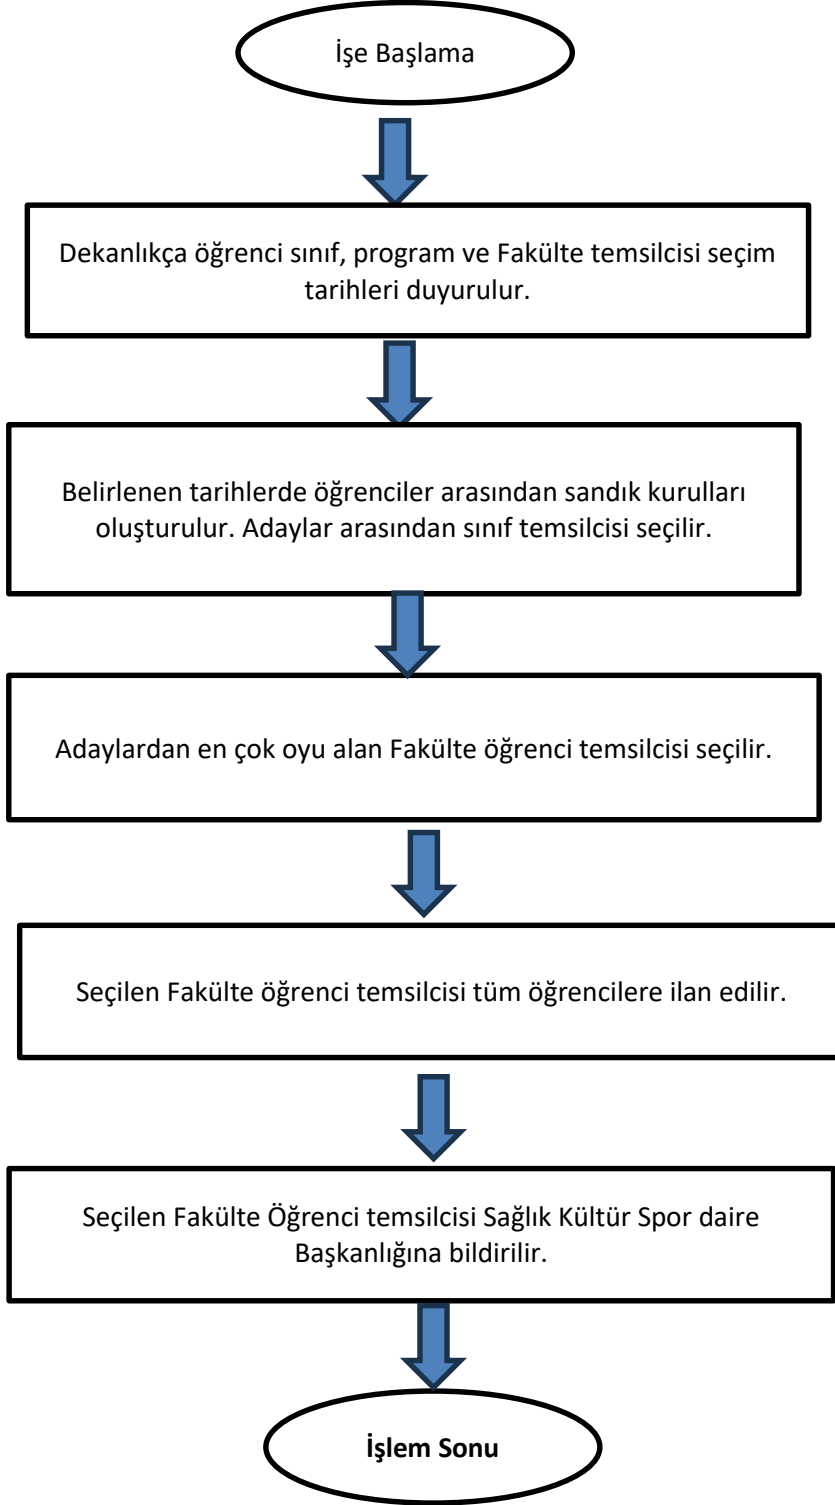 İşe Başlama
Dekanlıkça öğrenci sınıf, program ve Fakülte temsilcisi seçim
tarihleri duyurulur.
Belirlenen tarihlerde öğrenciler arasından sandık kurulları
oluşturulur. Adaylar arasından sınıf temsilcisi seçilir.
Adaylardan en çok oyu alan Fakülte öğrenci temsilcisi seçilir.
Seçilen Fakülte öğrenci temsilcisi tüm öğrencilere ilan edilir.
Seçilen Fakülte Öğrenci temsilcisi Sağlık Kültür Spor daire
Başkanlığına bildirilir.
İşlem Sonu